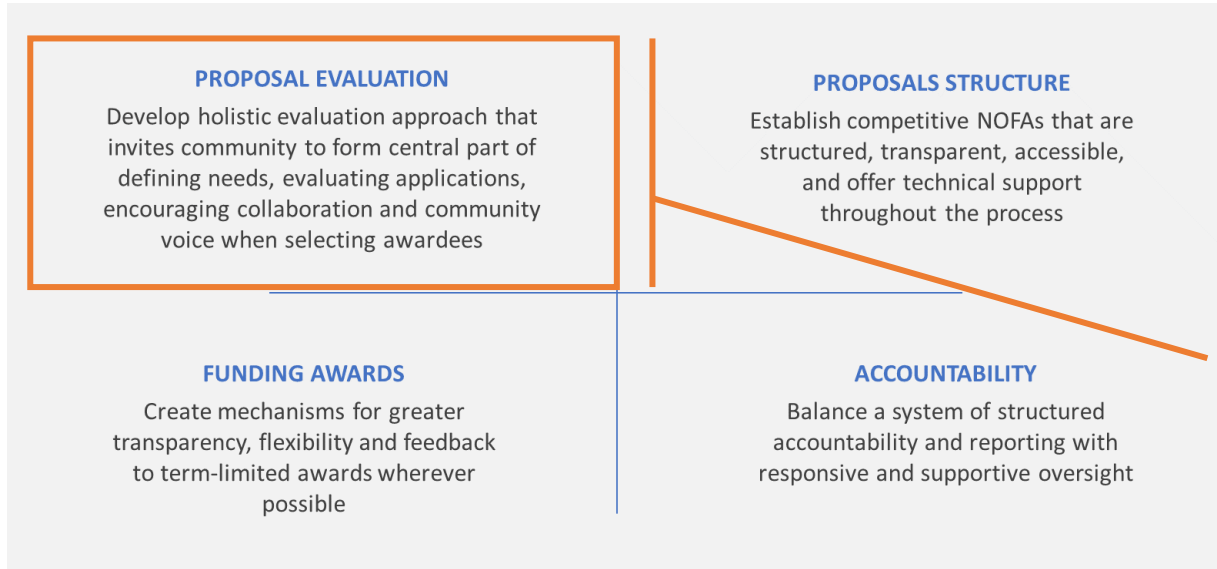 PROPOSAL EVALUATION
Develop holistic evaluation approach that
invites community to form central part of
defining needs, evaluating applications,
encouraging collaboration and community
voice when selecting awardees
PROPOSALS STRUCTURE
Establish competitive NOFAs that are
structured, transparent, accessible,
and offer technical support
throughout the process
FUNDING AWARDS
Create mechanisms for greater
transparency, flexibility and feedback
to term-limited awards wherever
possible
ACCOUNTABILITY
Balance a system of structured
accountability and reporting with
responsive and supportive oversight